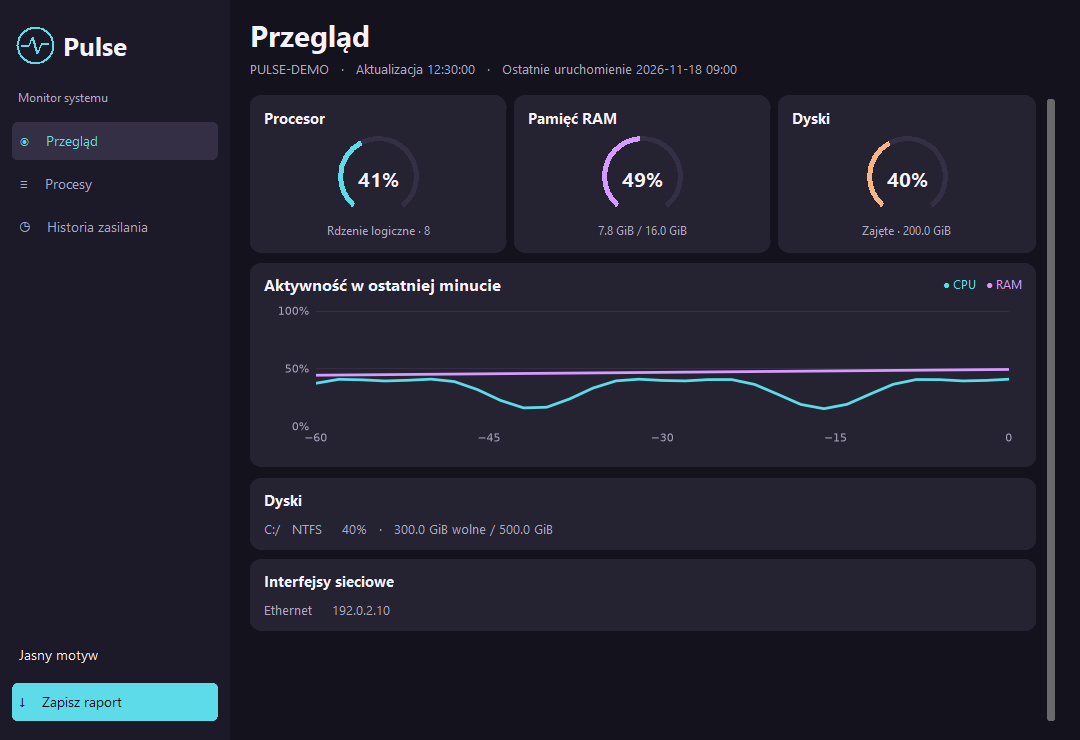 Pulse
Monitor systemu
Przegląd
Procesy
Historia zasilania
Jasny motyw
↓ Zapisz raport
Przegląd
PULSE-DEMO · Aktualizacja 12:30:00 · Ostatnie uruchomienie 2026-11-18 09:00
Procesor
41%
Rdzenie logiczne · 8
Pamięć RAM
49%
7.8 GiB / 16.0 GiB
Dyski
40%
Zajęte · 200.0 GiB
Aktywność w ostatniej minucie
● CPU ● RAM
100%
50%
0%
−60 −45 −30 −15 0
Dyski
C:/ NTFS 40% · 300.0 GiB wolne / 500.0 GiB
Interfejsy sieciowe
Ethernet 192.0.2.10